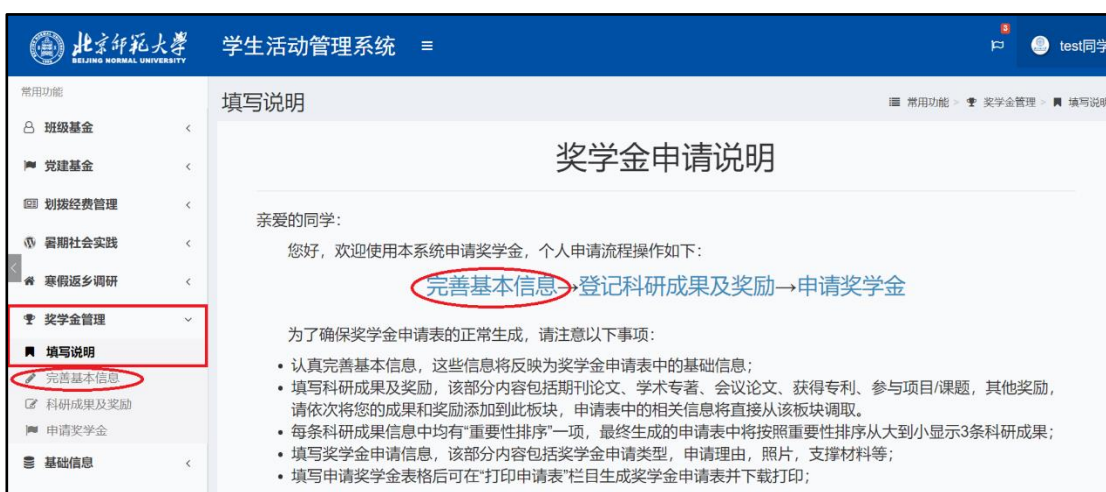 北京师范大学
BEIJING NORMAL UNIVERSITY
学生活动管理系统
3
test同学
常用功能
班级基金
党建基金
划拨经费管理
暑期社会实践
寒假返乡调研
奖学金管理
填写说明
完善基本信息
科研成果及奖励
申请奖学金
基础信息
填写说明
常用功能 > 奖学金管理 > 填写说明
奖学金申请说明
亲爱的同学：
您好，欢迎使用本系统申请奖学金，个人申请流程操作如下：
完善基本信息→登记科研成果及奖励→申请奖学金
为了确保奖学金申请表的正常生成，请注意以下事项：
• 认真完善基本信息，这些信息将反映为奖学金申请表中的基础信息；
• 填写科研成果及奖励，该部分内容包括期刊论文、学术专著、会议论文、获得专利、参与项目/课题，其他奖励，
请依次将您的成果和奖励添加到此板块，申请表中的相关信息将直接从该板块调取。
• 每条科研成果信息中均有“重要性排序”一项，最终生成的申请表中将按照重要性排序从大到小显示3条科研成果；
• 填写奖学金申请信息，该部分内容包括奖学金申请类型，申请理由，照片，支撑材料等；
• 填写申请奖学金表格后可在“打印申请表”栏目生成奖学金申请表并下载打印；